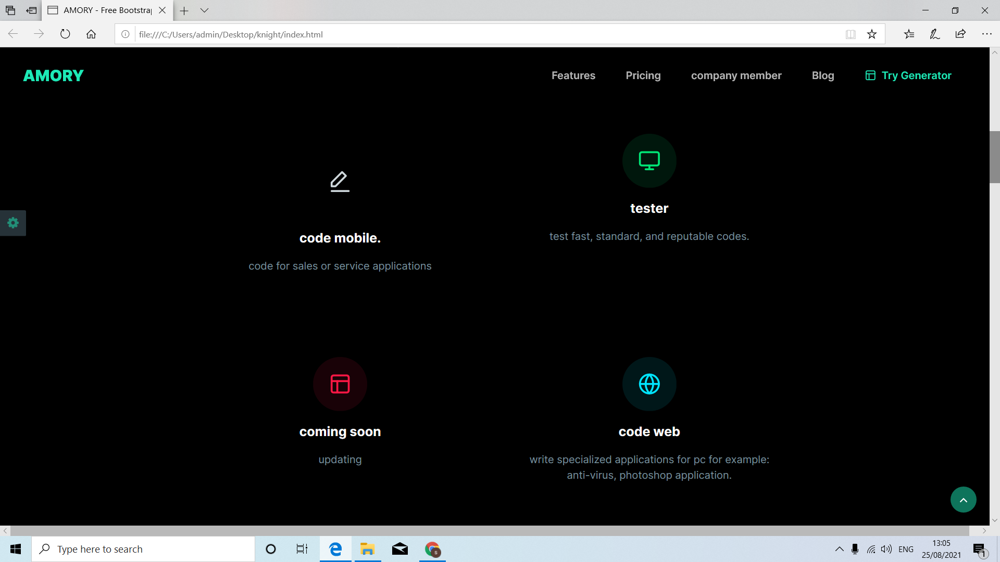 AMORY - Free Bootstrap
file:///C:/Users/admin/Desktop/knight/index.html
AMORY
Features
Pricing
company member
Blog
Try Generator
tester
test fast, standard, and reputable codes.
code mobile.
code for sales or service applications
coming soon
updating
code web
write specialized applications for pc for example:
anti-virus, photoshop application.
Type here to search
S
ENG
13:05
25/08/2021
1